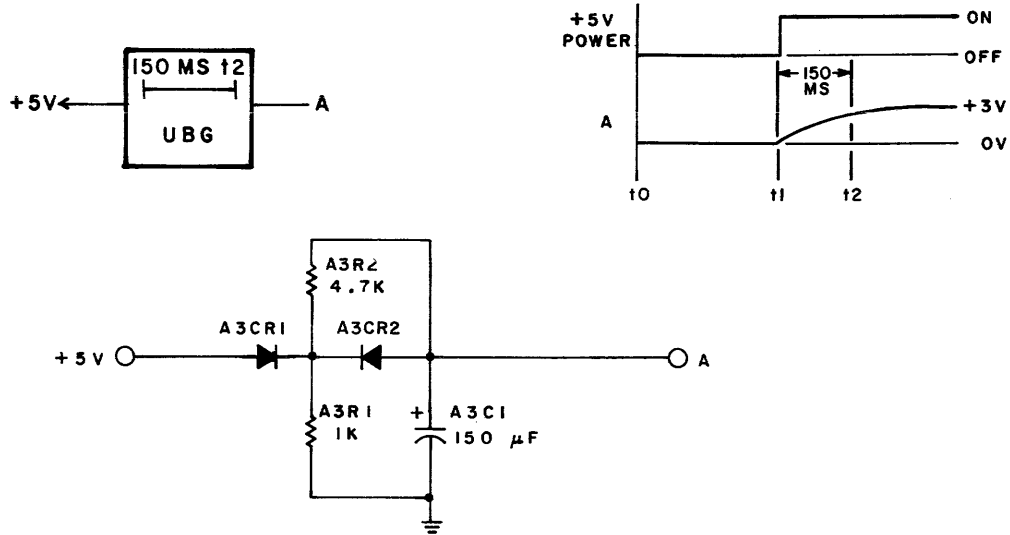 150 MS t2
+5V
A
UBG
+5V
POWER
ON
OFF
150
MS
A
+3V
0V
t0
t1
t2
A3R2
4.7K
A3CR1
A3CR2
+5V
A
A3R1
1K
+
A3C1
150 µF